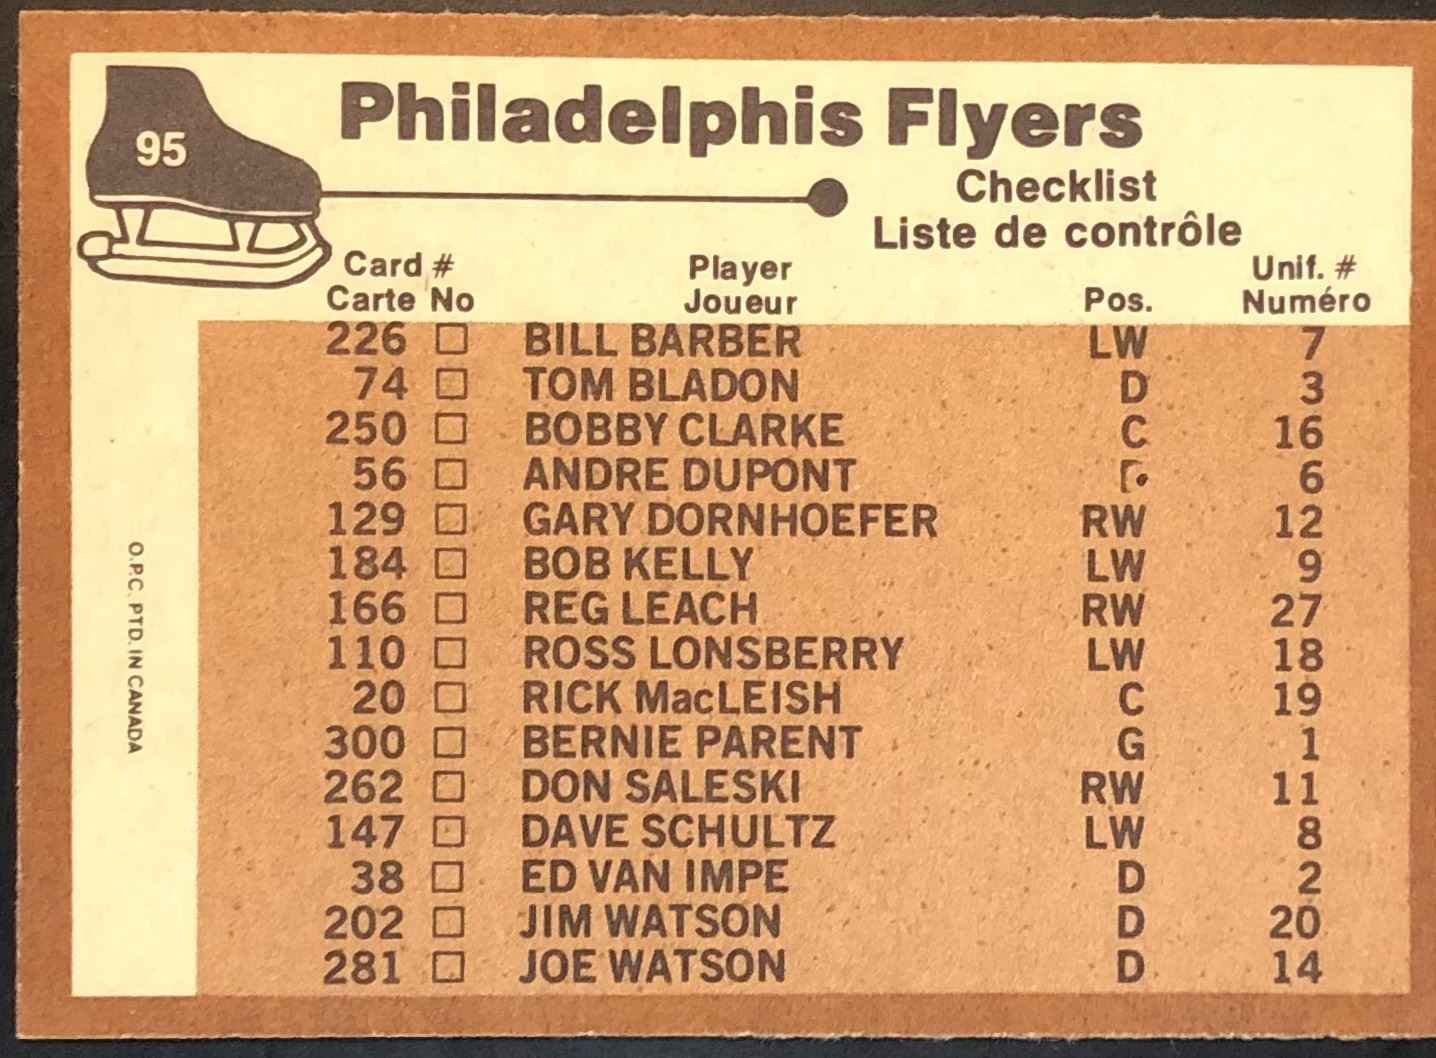 95
Philadelphis Flyers
Checklist
Liste de contrôle
Card # Player Unif. #
Carte No Joueur Pos. Numéro
226 □ BILL BARBER LW 7
74 □ TOM BLADON D 3
250 □ BOBBY CLARKE C 16
56 □ ANDRE DUPONT 6
129 □ GARY DORNHOEFER RW 12
184 □ BOB KELLY LW 9
166 □ REG LEACH RW 27
110 □ ROSS LONSBERRY LW 18
20 □ RICK MacLEISH C 19
300 □ BERNIE PARENT G 1
262 □ DON SALESKI RW 11
147 □ DAVE SCHULTZ LW 8
38 □ ED VAN IMPE D 2
202 □ JIM WATSON D 20
281 □ JOE WATSON D 14
O.P.C. PTD. IN CANADA